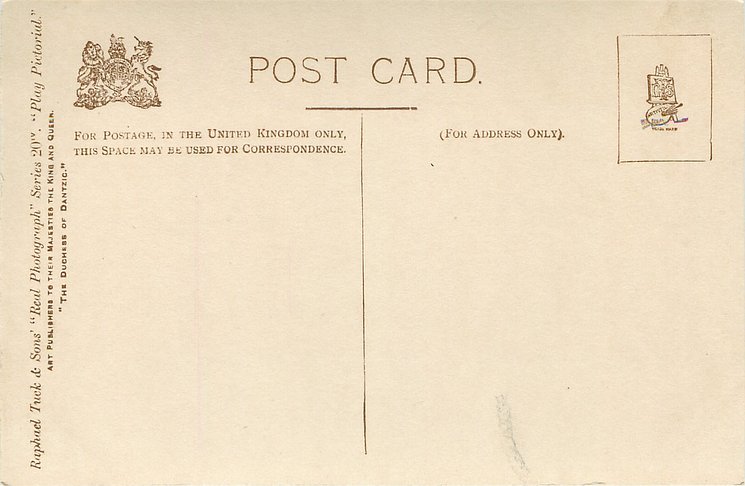 POST CARD.
FOR POSTAGE, IN THE UNITED KINGDOM ONLY,
THIS SPACE MAY BE USED FOR CORRESPONDENCE.
(FOR ADDRESS ONLY).
Raphael Tuck & Sons' "Real Photograph" Series 20
"Play Pictorial."
ART PUBLISHERS TO THEIR MAJESTIES THE KING AND QUEEN.
"THE DUCHESS OF DANTZIC."